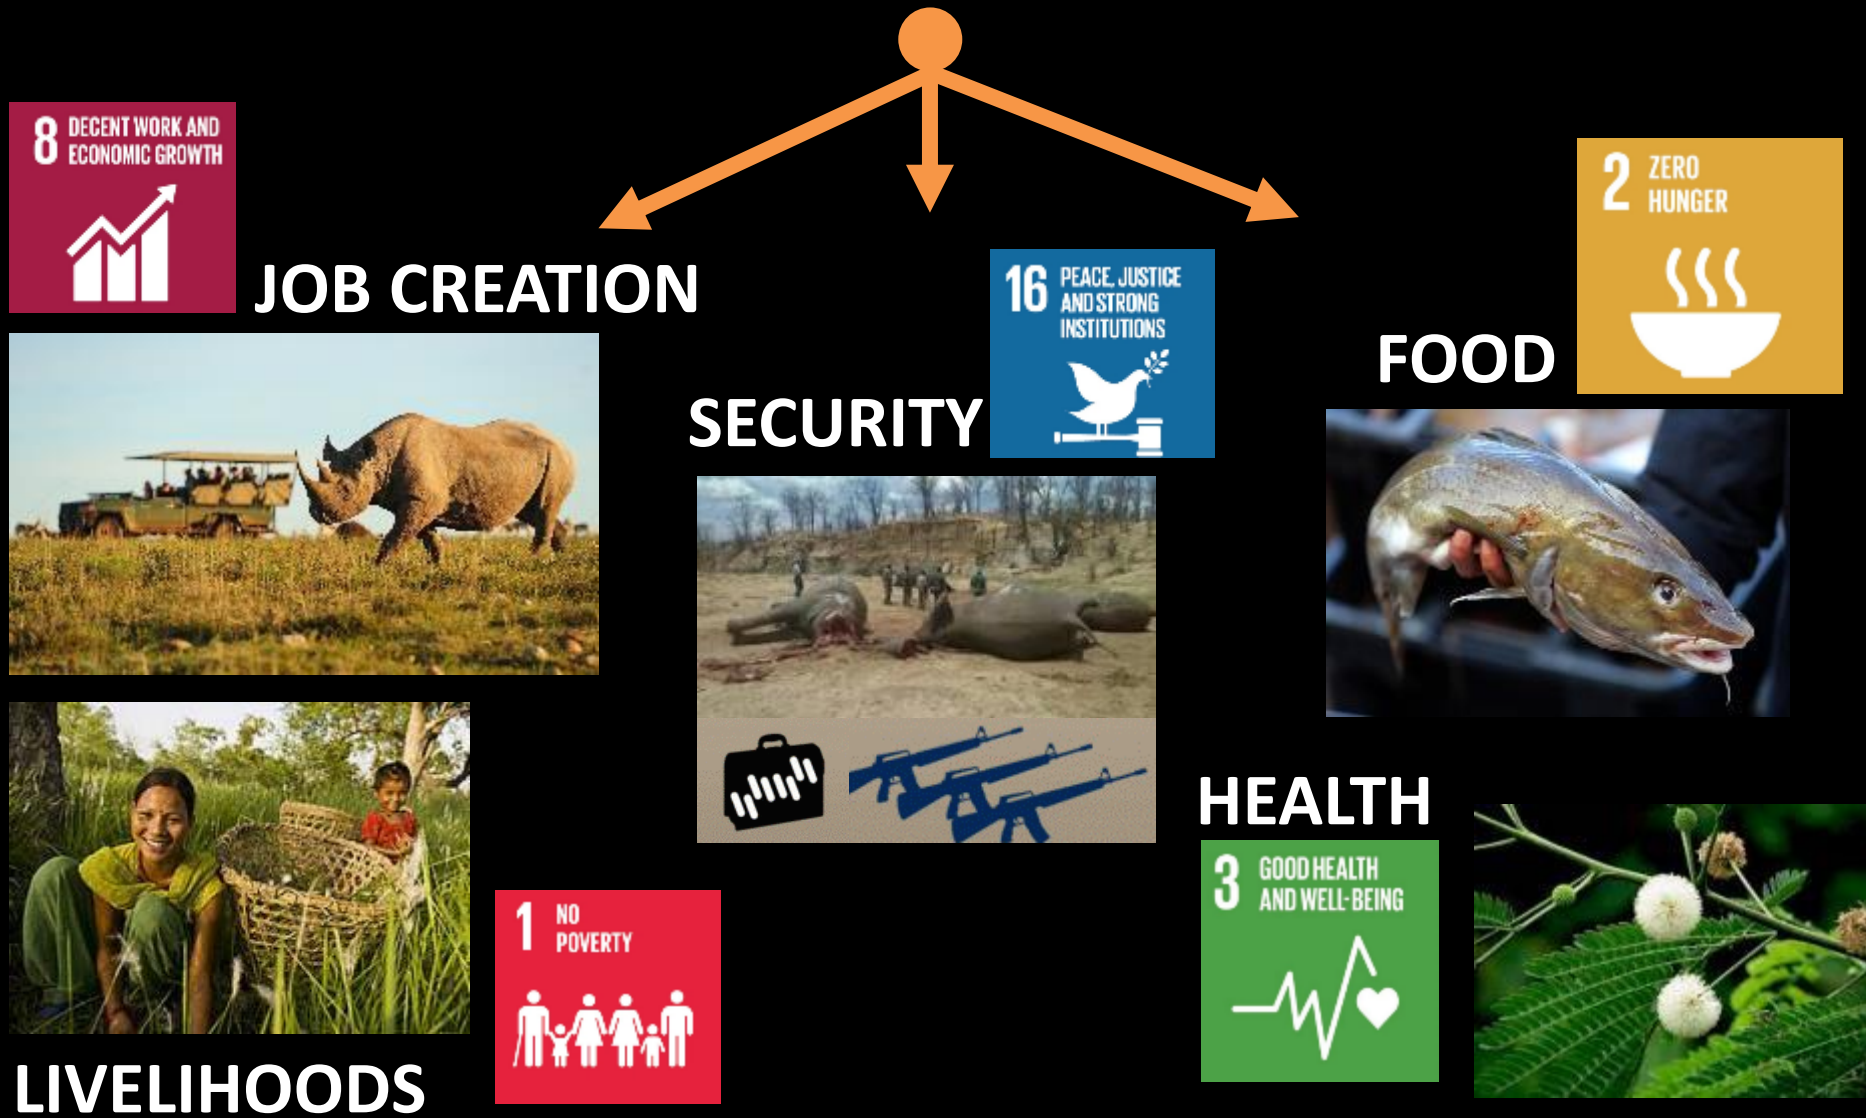 8 DECENT WORK AND
ECONOMIC GROWTH
JOB CREATION
16 PEACE, JUSTICE
AND STRONG
INSTITUTIONS
SECURITY
2 ZERO
HUNGER
FOOD
LIVELIHOODS
1 NO
POVERTY
HEALTH
3 GOOD HEALTH
AND WELL-BEING